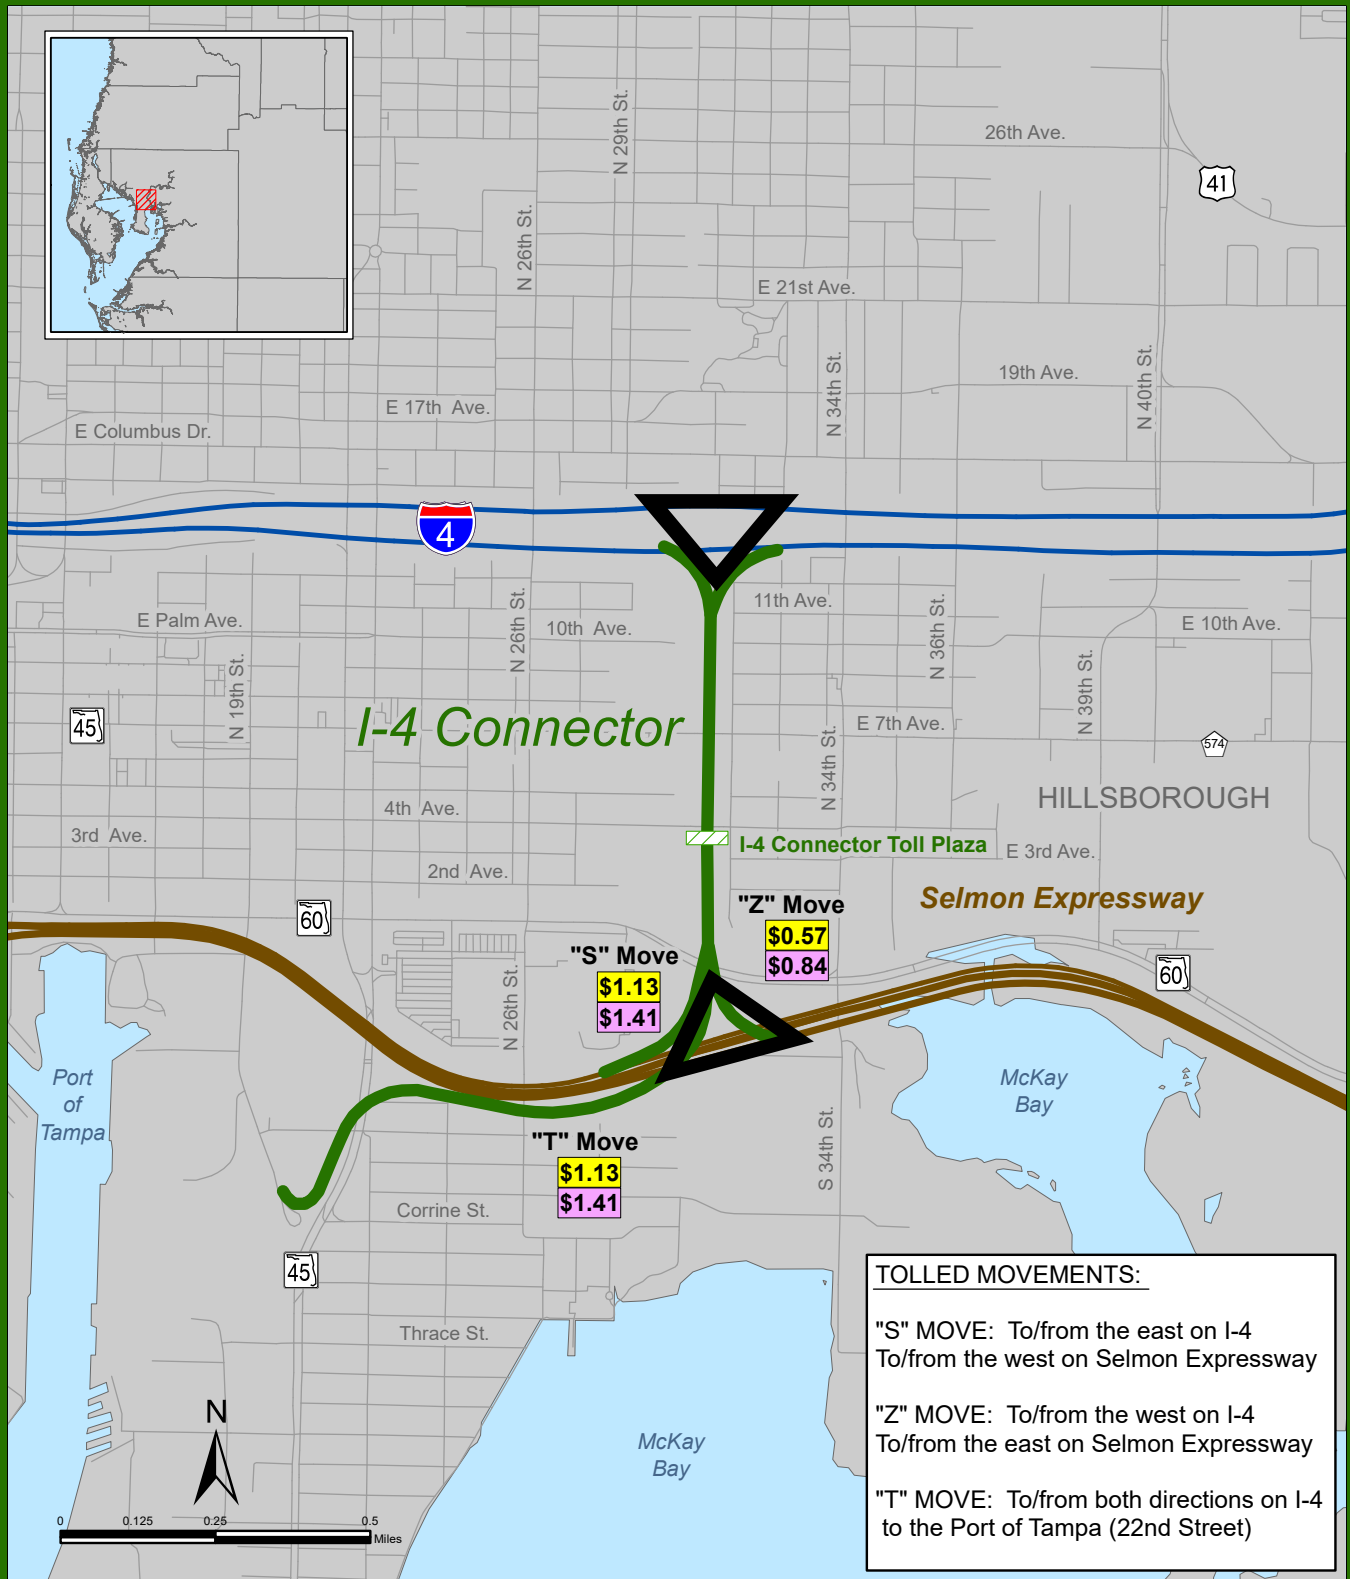 N 29th St.
26th Ave.
41
N 26th St.
E 21st Ave.
N 34th St.
N 40th St.
19th Ave.
E 17th  Ave.
E Columbus Dr.
4
11th Ave.
N 26th St.
10th  Ave.
N 36th St.
E Palm Ave.
E 10th Ave.
N 19th St.
N 39th St.
45
I-4 Connector
E 7th Ave.
574
N 34th St.
HILLSBOROUGH
4th  Ave.
3rd  Ave.
I-4 Connector Toll Plaza
E 3rd Ave.
2nd  Ave.
Selmon Expressway
60
"Z" Move
$0.57
$0.84
"S" Move
$1.13
$1.41
60
N 26th St.
Port
of
Tampa
McKay
Bay
"T" Move
$1.13
$1.41
S 34th St.
Corrine St.
45
Thrace St.
McKay
Bay
N
0 0.125 0.25 0.5
Miles
TOLLED MOVEMENTS:
"S" MOVE:  To/from the east on I-4
To/from the west on Selmon Expressway
"Z" MOVE:  To/from the west on I-4
To/from the east on Selmon Expressway
"T" MOVE:  To/from both directions on I-4
to the Port of Tampa (22nd Street)